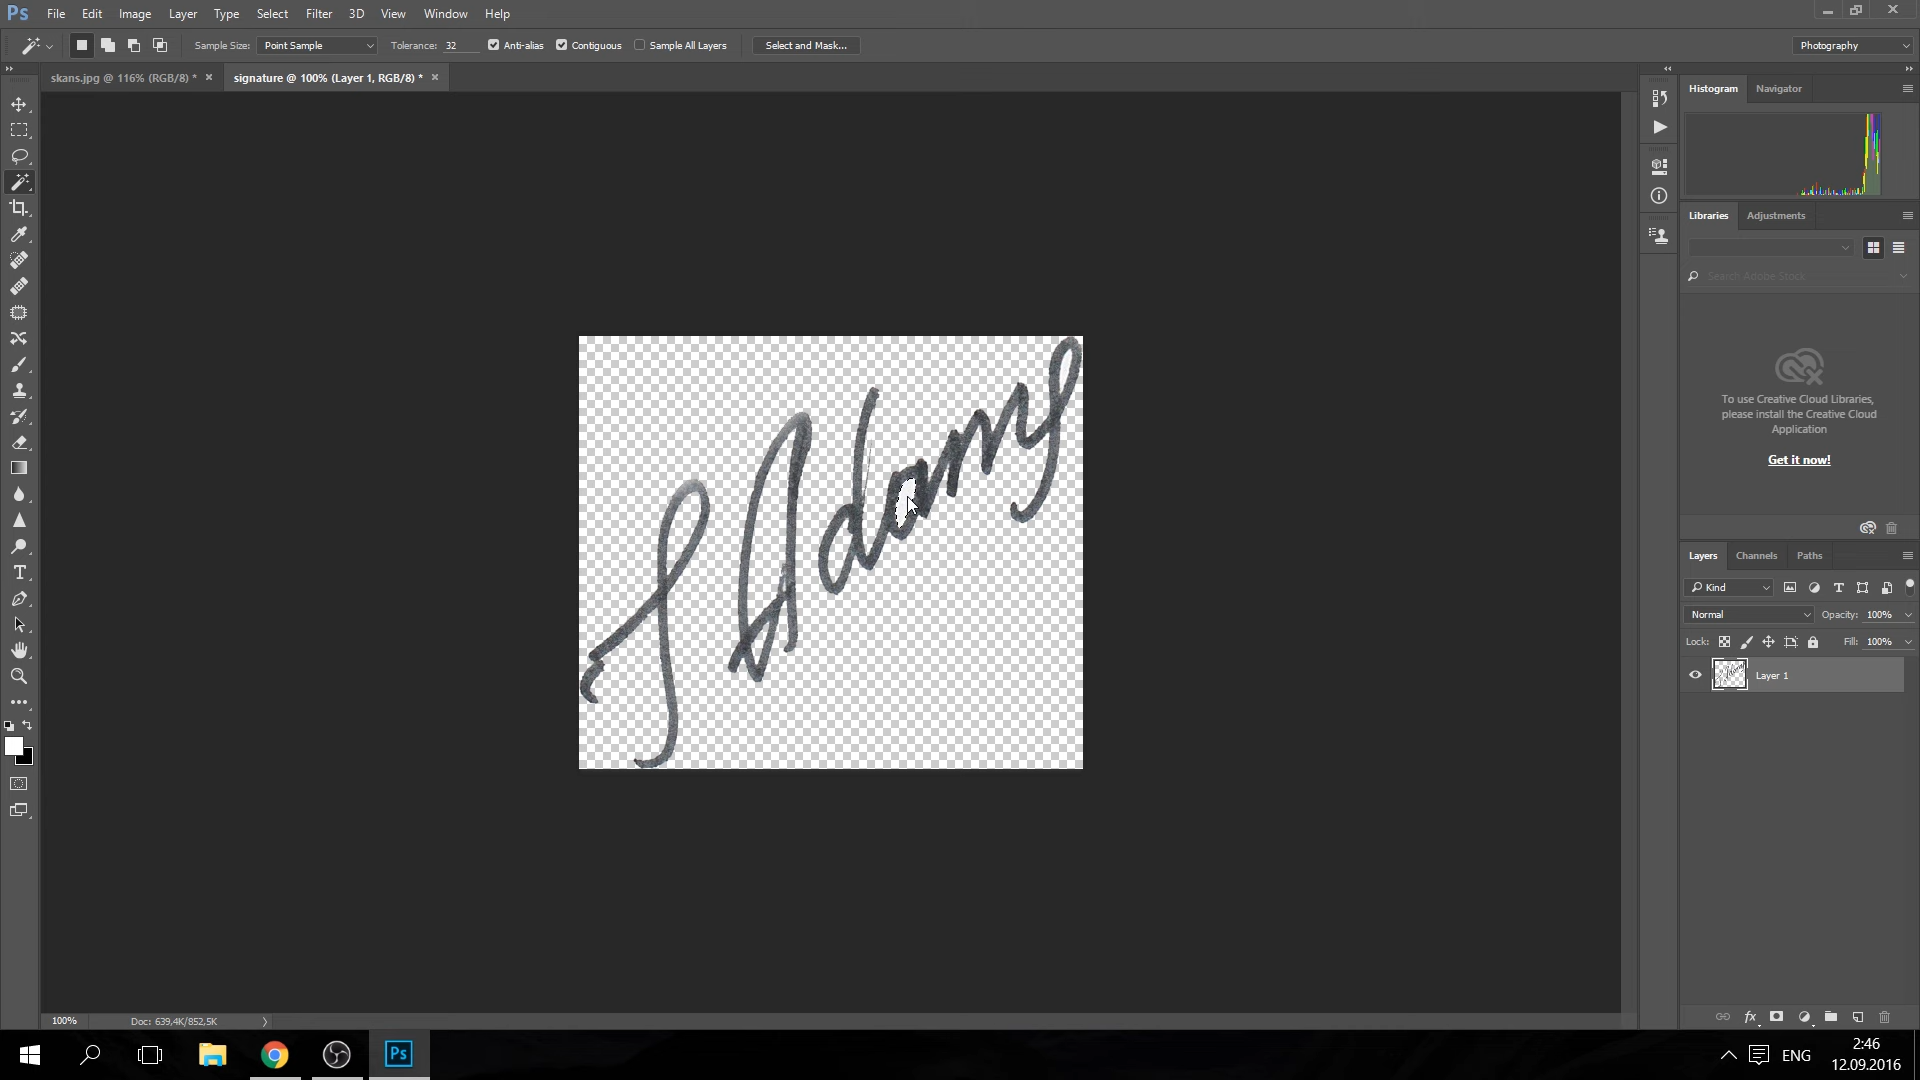 Ps File Edit Image Layer Type Select Filter 3D View Window Help
Sample Size: Point Sample Tolerance: 32 Anti-alias Contiguous Sample All Layers Select and Mask... Photography
skans.jpg @ 116% (RGB/8) * × signature @ 100% (Layer 1, RGB/8) * ×
Histogram Navigator
Libraries Adjustments
Search Adobe Stock
To use Creative Cloud Libraries,
please install the Creative Cloud
Application
Get it now!
Adams
Layers Channels Paths
Kind
Normal Opacity: 100%
Lock: Fill: 100%
Layer 1
100% Doc: 639,4K/852,5K
Ps ENG 2:46
12.09.2016